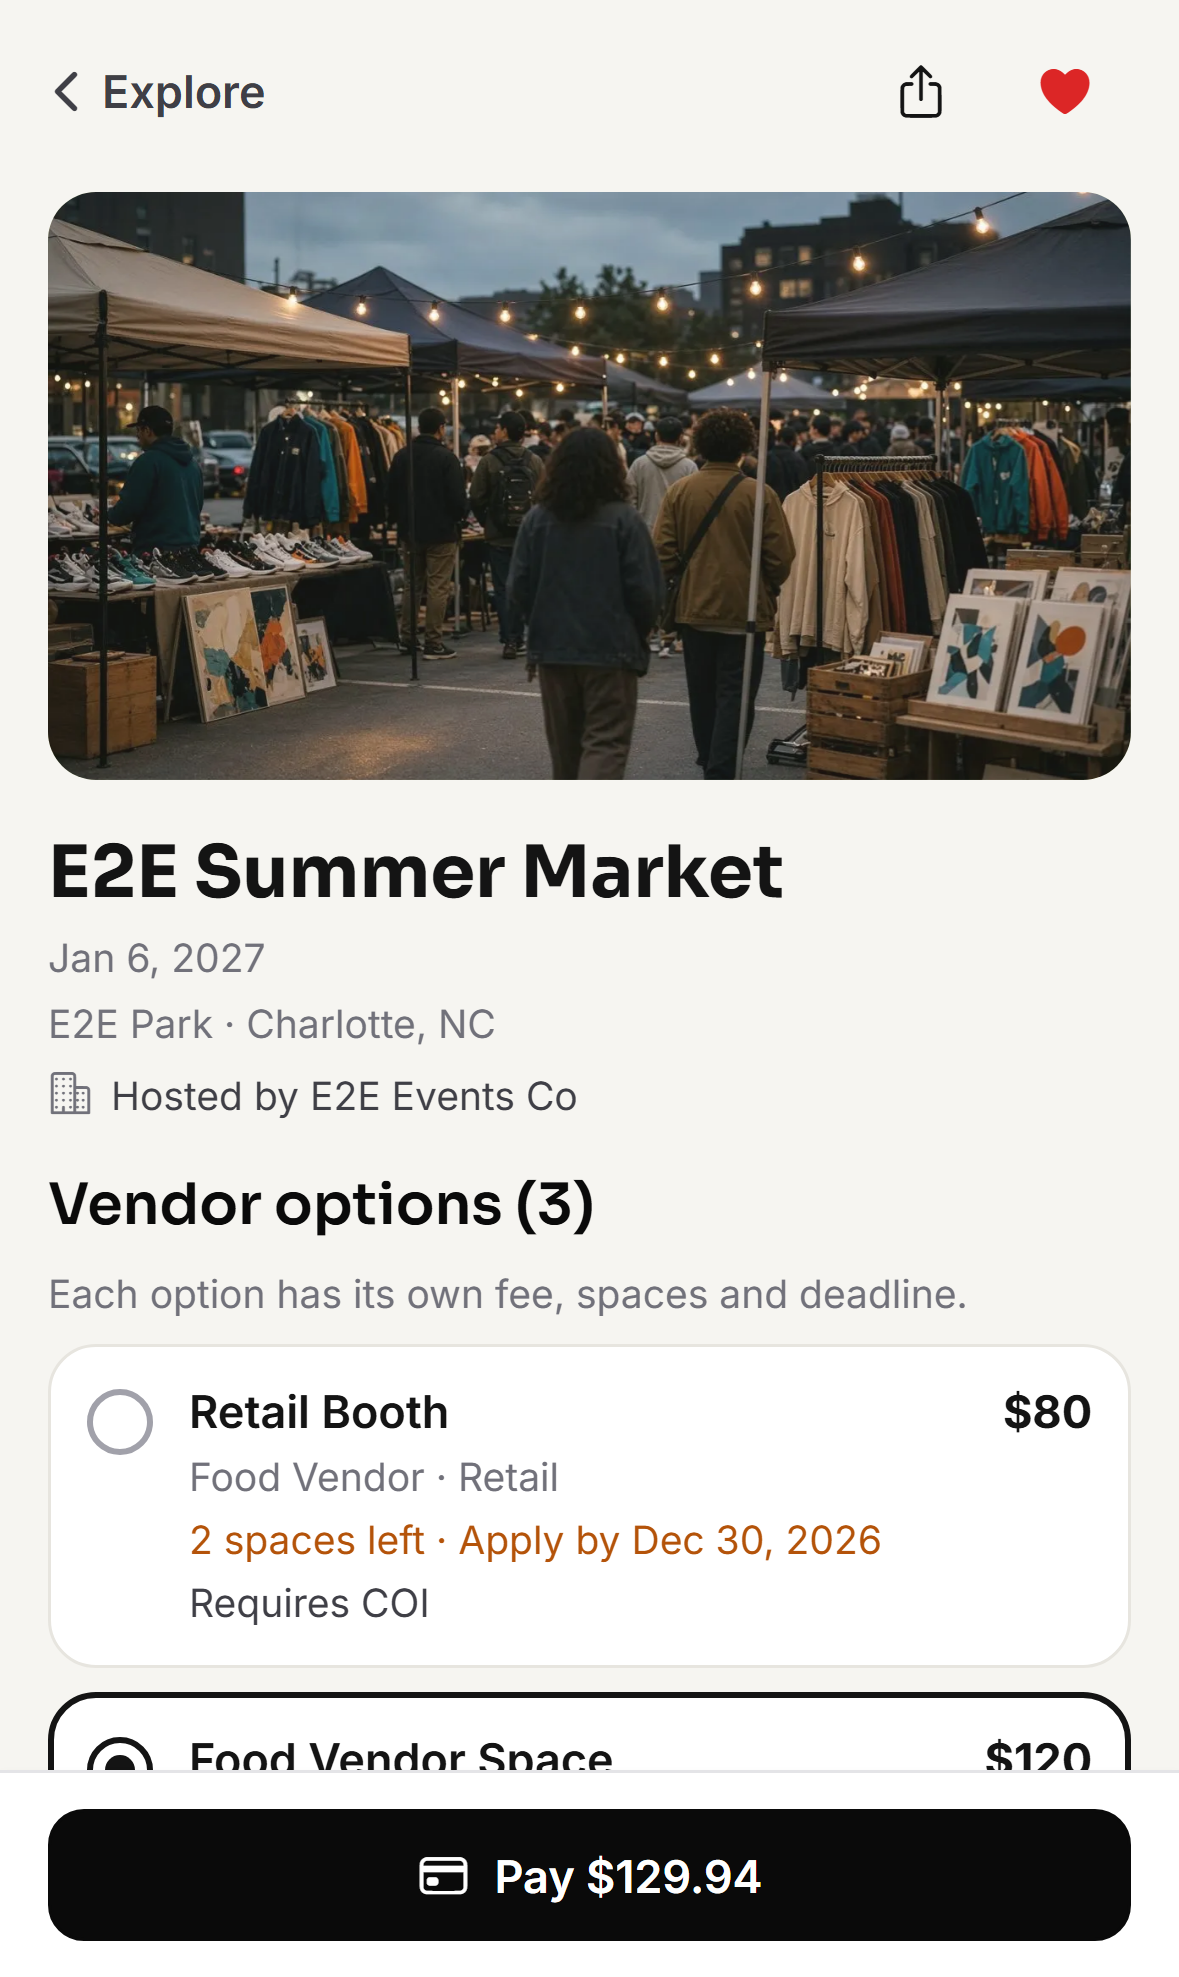 Explore
E2E Summer Market
Jan 6, 2027
E2E Park · Charlotte, NC
Hosted by E2E Events Co
Vendor options (3)
Each option has its own fee, spaces and deadline.
Retail Booth $80
Food Vendor · Retail
2 spaces left · Apply by Dec 30, 2026
Requires COI
Food Vendor Space $120
Pay $129.94